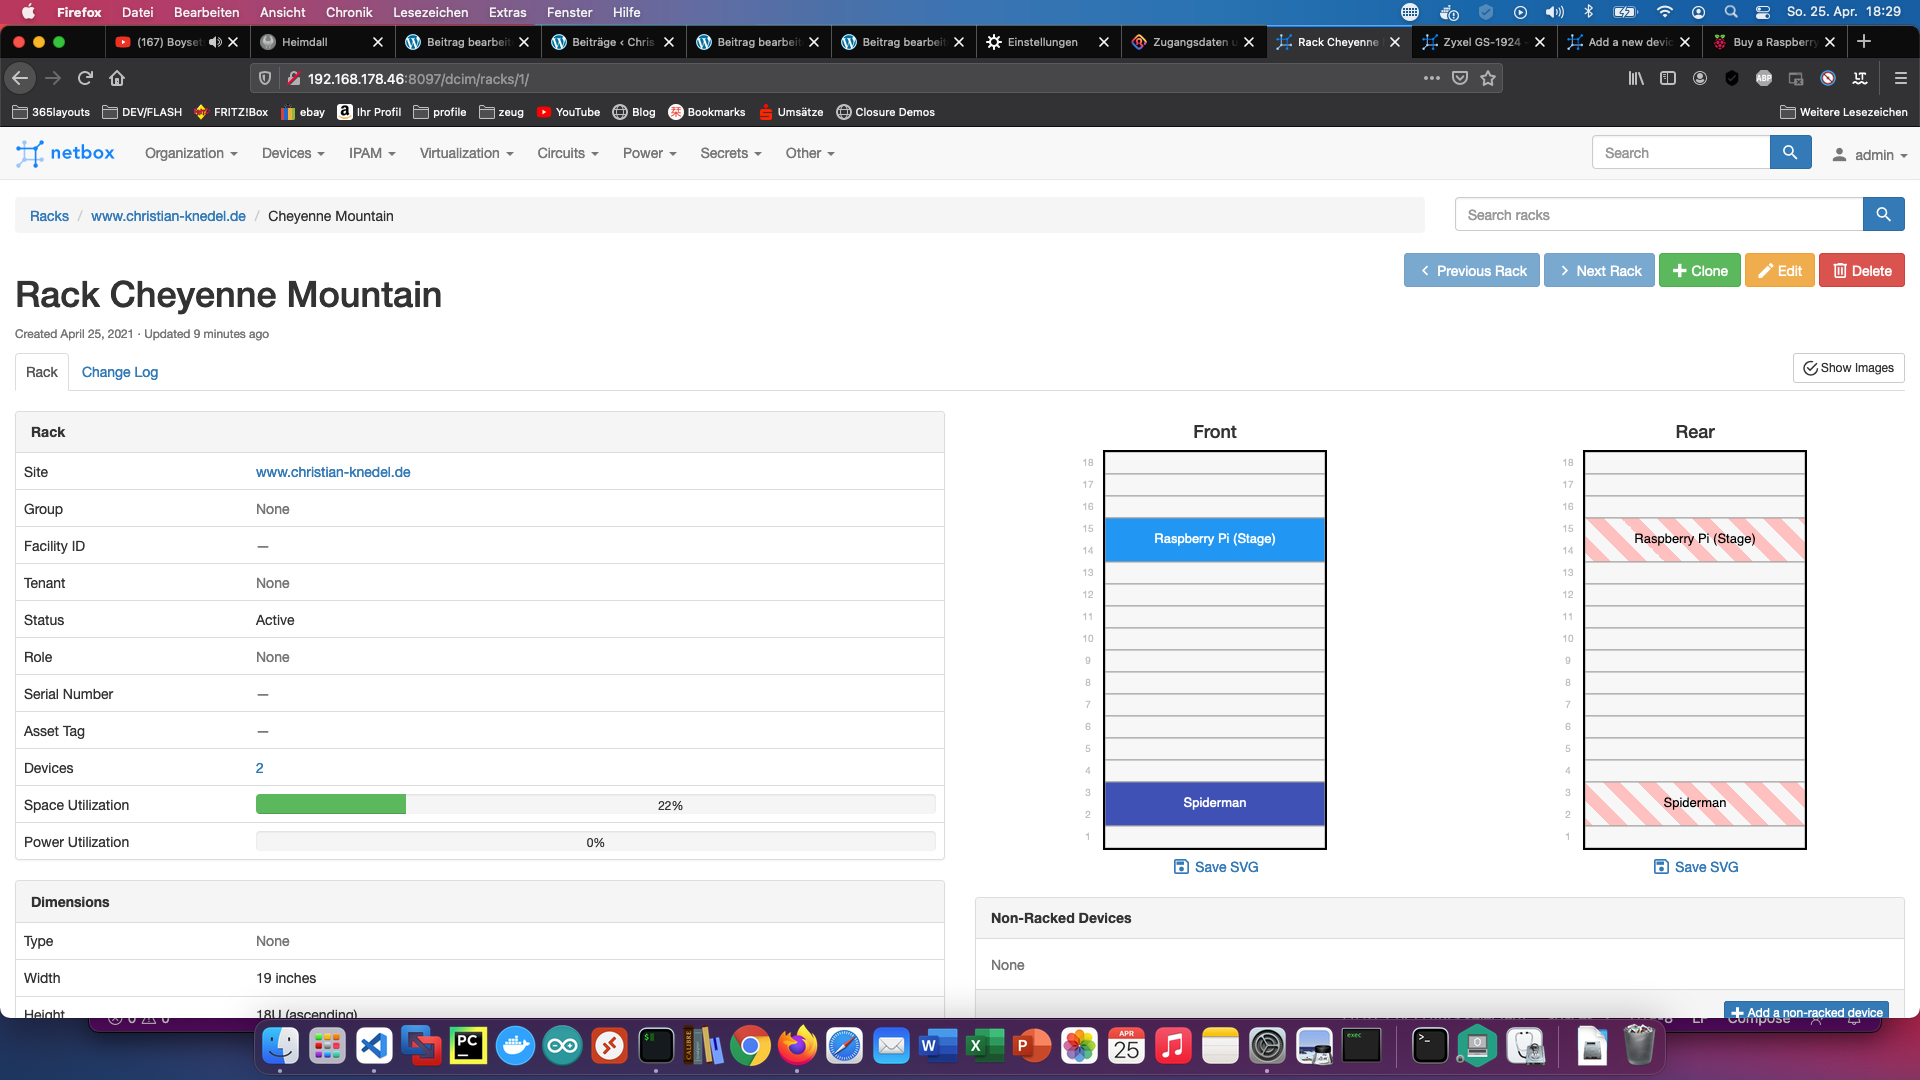 Firefox Datei Bearbeiten Ansicht Chronik Lesezeichen Extras Fenster Hilfe So. 25. Apr. 18:29
(167) Boyset Heimdall Beitrag bearbeit Beiträge ‹ Chris Beitrag bearbeit Beitrag bearbeit Einstellungen Zugangsdaten u Rack Cheyenne Zyxel GS-1924 Add a new devic Buy a Raspberry
192.168.178.46:8097/dcim/racks/1/
365layouts DEV/FLASH FRITZ!Box ebay Ihr Profil profile zeug YouTube Blog Bookmarks Umsätze Closure Demos Weitere Lesezeichen
netbox Organization Devices IPAM Virtualization Circuits Power Secrets Other Search admin
Racks / www.christian-knedel.de / Cheyenne Mountain Search racks
Previous Rack Next Rack Clone Edit Delete
Rack Cheyenne Mountain
Created April 25, 2021 · Updated 9 minutes ago
Rack Change Log Show Images
Rack
Site www.christian-knedel.de
Group None
Facility ID —
Tenant None
Status Active
Role None
Serial Number —
Asset Tag —
Devices 2
Space Utilization 22%
Power Utilization 0%
Dimensions
Type None
Width 19 inches
Height 18U (ascending)
Front
18
17
16
15
14
Raspberry Pi (Stage)
13
12
11
10
9
8
7
6
5
4
3
2
Spiderman
1
Save SVG
Rear
18
17
16
15
14
Raspberry Pi (Stage)
13
12
11
10
9
8
7
6
5
4
3
2
Spiderman
1
Save SVG
Non-Racked Devices
None
Add a non-racked device
Compose
APR
25